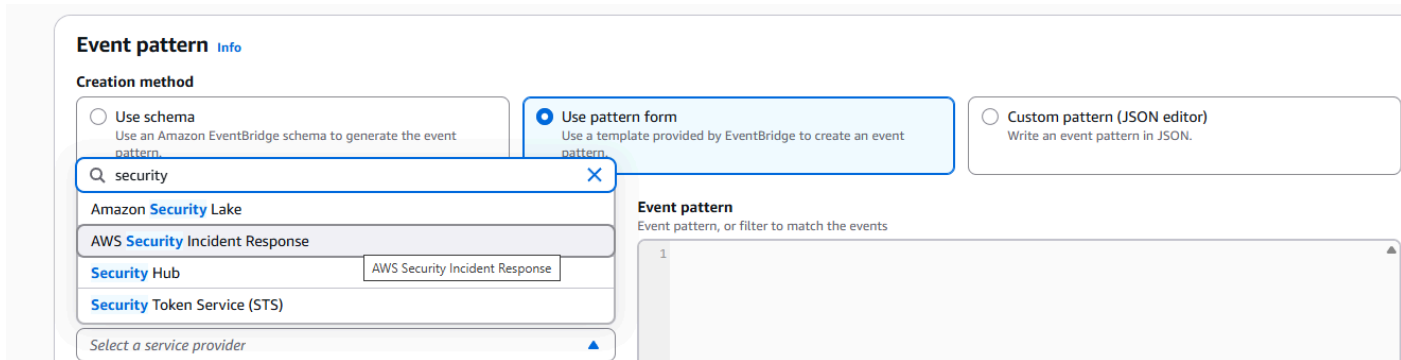 Event pattern Info
Creation method
Use schema
Use an Amazon EventBridge schema to generate the event
pattern.
Use pattern form
Use a template provided by EventBridge to create an event
pattern.
Custom pattern (JSON editor)
Write an event pattern in JSON.
security
Amazon Security Lake
AWS Security Incident Response
Security Hub
AWS Security Incident Response
Security Token Service (STS)
Select a service provider
Event pattern
Event pattern, or filter to match the events
1